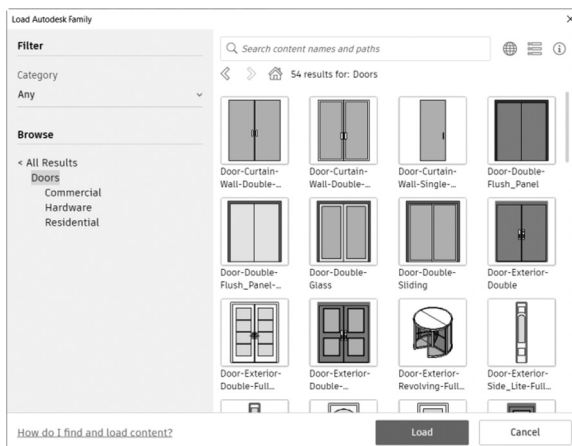 Load Autodesk Family
Filter
Category
Any
Browse
< All Results
Doors
Commercial
Hardware
Residential
Search content names and paths
54 results for: Doors
Door-Curtain-
Wall-Double-...
Door-Curtain-
Wall-Double-...
Door-Curtain-
Wall-Single-...
Door-Double-
Flush_Panel
Door-Double-
Flush_Panel-...
Door-Double-
Glass
Door-Double-
Sliding
Door-Exterior-
Double
Door-Exterior-
Double-Full...
Door-Exterior-
Double-...
Door-Exterior-
Revolving-Full...
Door-Exterior-
Side_Lite-Full...
How do I find and load content?
Load
Cancel